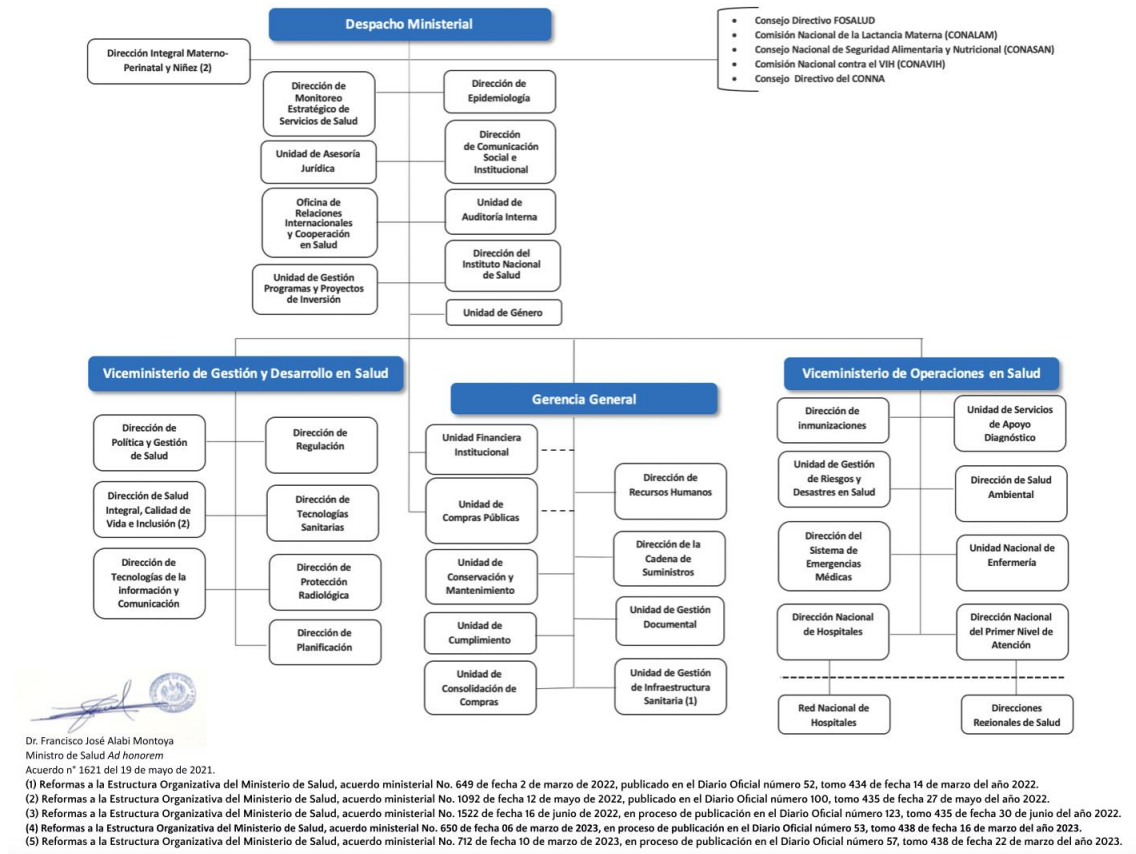 Despacho Ministerial
• Consejo Directivo FOSALUD
• Comisión Nacional de la Lactancia Materna (CONALAM)
• Consejo Nacional de Seguridad Alimentaria y Nutricional (CONASAN)
• Comisión Nacional contra el VIH (CONAVIH)
• Consejo Directivo del CONNA
Dirección Integral Materno-
Perinatal y Niñez (2)
Dirección de
Monitoreo
Estratégico de
Servicios de Salud
Dirección de
Epidemiología
Unidad de Asesoría
Jurídica
Dirección
de Comunicación
Social e
Institucional
Oficina de
Relaciones
Internacionales
y Cooperación
en Salud
Unidad de
Auditoría Interna
Unidad de Gestión
Programas y Proyectos
de Inversión
Dirección del
Instituto Nacional
de Salud
Unidad de Género
Viceministerio de Gestión y Desarrollo en Salud
Dirección de
Política y Gestión
de Salud
Dirección de
Regulación
Dirección de Salud
Integral, Calidad de
Vida e Inclusión (2)
Dirección de
Tecnologías
Sanitarias
Dirección de
Tecnologías de la
información y
Comunicación
Dirección de
Protección
Radiológica
Dirección de
Planificación
Gerencia General
Unidad Financiera
Institucional
Dirección de
Recursos Humanos
Unidad de
Compras Públicas
Dirección de la
Cadena de
Suministros
Unidad de
Conservación y
Mantenimiento
Unidad de Gestión
Documental
Unidad de
Cumplimiento
Unidad de
Consolidación de
Compras
Unidad de Gestión
de Infraestructura
Sanitaria (1)
Viceministerio de Operaciones en Salud
Dirección de
inmunizaciones
Unidad de Servicios
de Apoyo
Diagnóstico
Unidad de Gestión
de Riesgos y
Desastres en Salud
Dirección de Salud
Ambiental
Dirección del
Sistema de
Emergencias
Médicas
Unidad Nacional de
Enfermería
Dirección Nacional
de Hospitales
Dirección Nacional
del Primer Nivel de
Atención
Red Nacional de
Hospitales
Direcciones
Regionales de Salud
Dr. Francisco José Alabi Montoya
Ministro de Salud Ad honorem
Acuerdo n° 1621 del 19 de mayo de 2021.
(1) Reformas a la Estructura Organizativa del Ministerio de Salud, acuerdo ministerial No. 649 de fecha 2 de marzo de 2022, publicado en el Diario Oficial número 52, tomo 434 de fecha 14 de marzo del año 2022.
(2) Reformas a la Estructura Organizativa del Ministerio de Salud, acuerdo ministerial No. 1092 de fecha 12 de mayo de 2022, publicado en el Diario Oficial número 100, tomo 435 de fecha 27 de mayo del año 2022.
(3) Reformas a la Estructura Organizativa del Ministerio de Salud, acuerdo ministerial No. 1522 de fecha 16 de junio de 2022, en proceso de publicación en el Diario Oficial número 123, tomo 435 de fecha 30 de junio del año 2022.
(4) Reformas a la Estructura Organizativa del Ministerio de Salud, acuerdo ministerial No. 650 de fecha 06 de marzo de 2023, en proceso de publicación en el Diario Oficial número 53, tomo 438 de fecha 16 de marzo del año 2023.
(5) Reformas a la Estructura Organizativa del Ministerio de Salud, acuerdo ministerial No. 712 de fecha 10 de marzo de 2023, en proceso de publicación en el Diario Oficial número 57, tomo 438 de fecha 22 de marzo del año 2023.